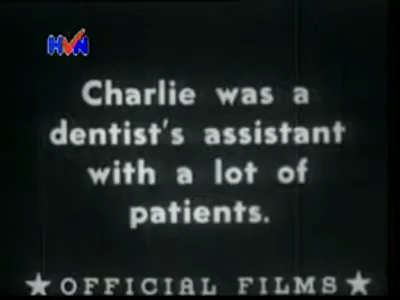 HVN
Charlie was a
dentist's assistant
with a lot of
patients.
★ OFFICIAL FILMS ★